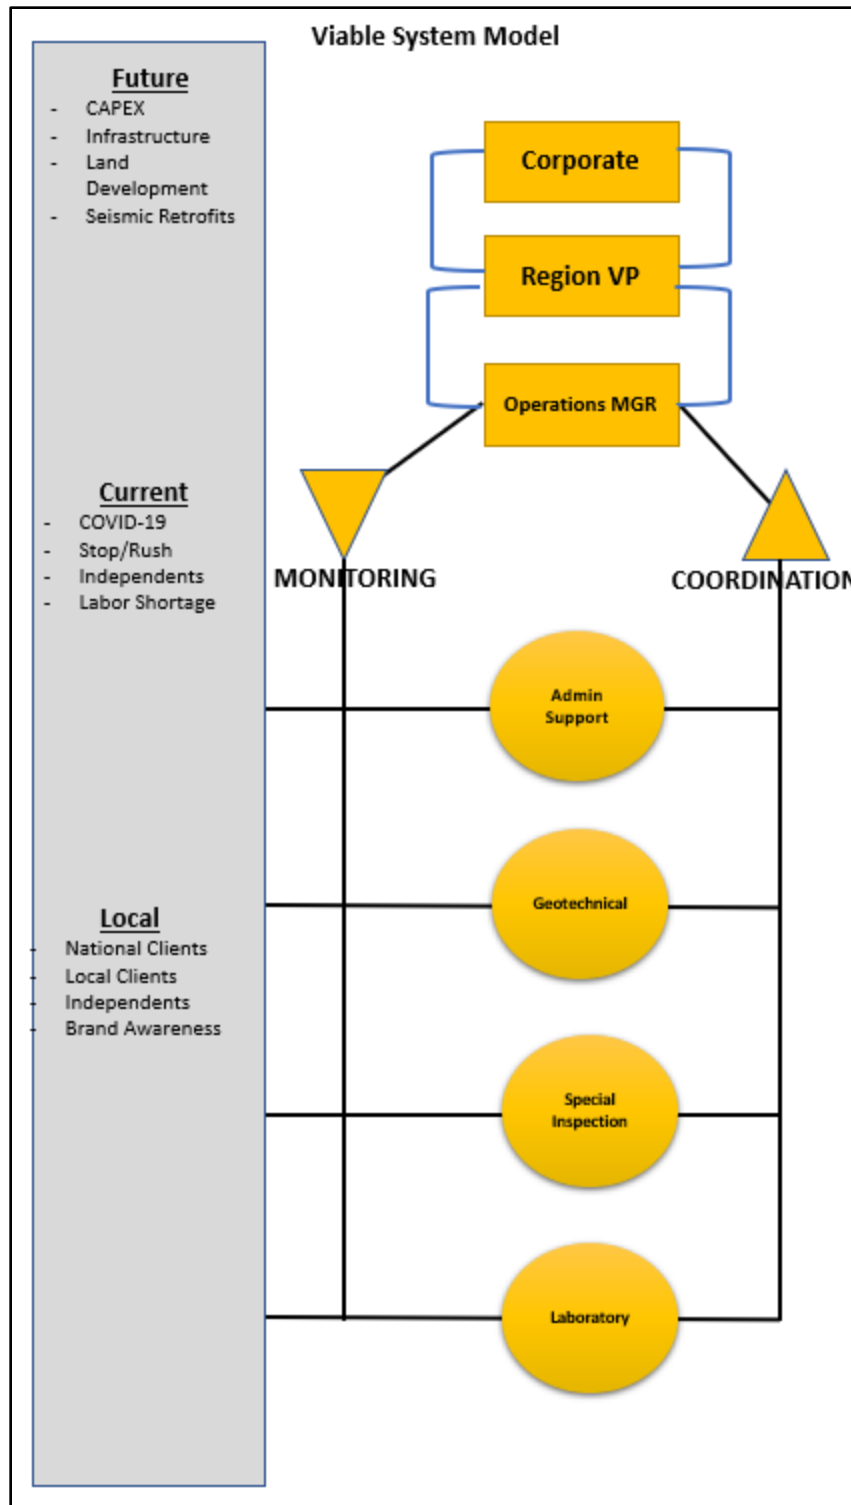 Viable System Model
Future
- CAPEX
- Infrastructure
- Land
Development
- Seismic Retrofits
Corporate
Region VP
Operations MGR
Current
- COVID-19
- Stop/Rush
- Independents
- Labor Shortage
MONITORING
COORDINATION
Admin
Support
Geotechnical
Local
- National Clients
- Local Clients
- Independents
- Brand Awareness
Special
Inspection
Laboratory